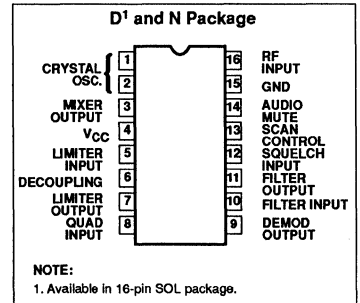 D¹ and N Package
CRYSTAL
OSC.
MIXER
OUTPUT
VCC
LIMITER
INPUT
DECOUPLING
LIMITER
OUTPUT
QUAD
INPUT
1
2
3
4
5
6
7
8
16
15
14
13
12
11
10
9
RF
INPUT
GND
AUDIO
MUTE
SCAN
CONTROL
SQUELCH
INPUT
FILTER
OUTPUT
FILTER INPUT
DEMOD
OUTPUT
NOTE:
1. Available in 16-pin SOL package.